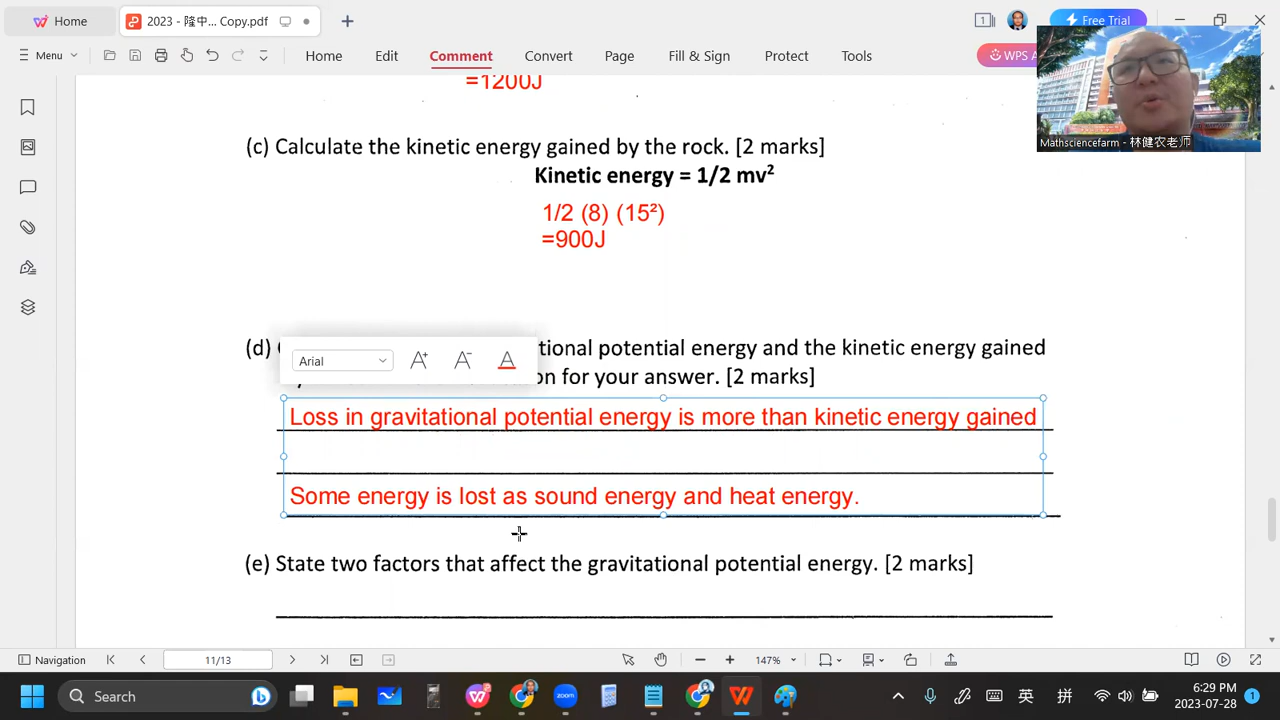 Home
2023 - 隆中... Copy.pdf
1
Free Trial
Menu
Home
Edit
Comment
Convert
Page
Fill & Sign
Protect
Tools
WPS A
=1200J
(c) Calculate the kinetic energy gained by the rock. [2 marks]
Kinetic energy = 1/2 mv²
1/2 (8) (15²)
=900J
(d)
tional potential energy and the kinetic energy gained
Arial
A+ A- A
on for your answer. [2 marks]
Loss in gravitational potential energy is more than kinetic energy gained
Some energy is lost as sound energy and heat energy.
(e) State two factors that affect the gravitational potential energy. [2 marks]
Mathsciencefarm - 林健农老师
Navigation
11/13
147%
Search
英
拼
6:29 PM
2023-07-28
1